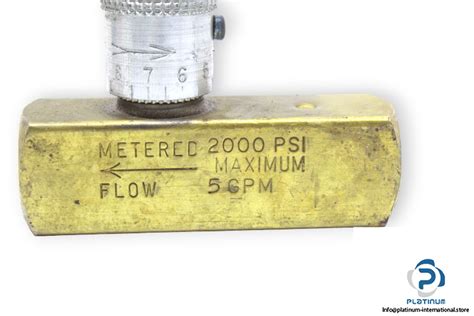 8 7 6
METERED 2000 PSI
MAXIMUM
FLOW 5 GPM
PLATINUM
Info@platinum-international.store